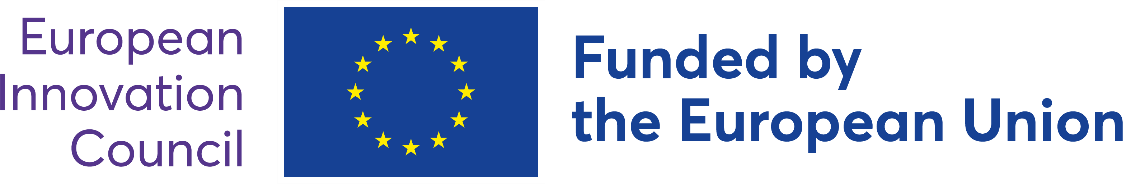 European
Innovation
Council
Funded by
the European Union